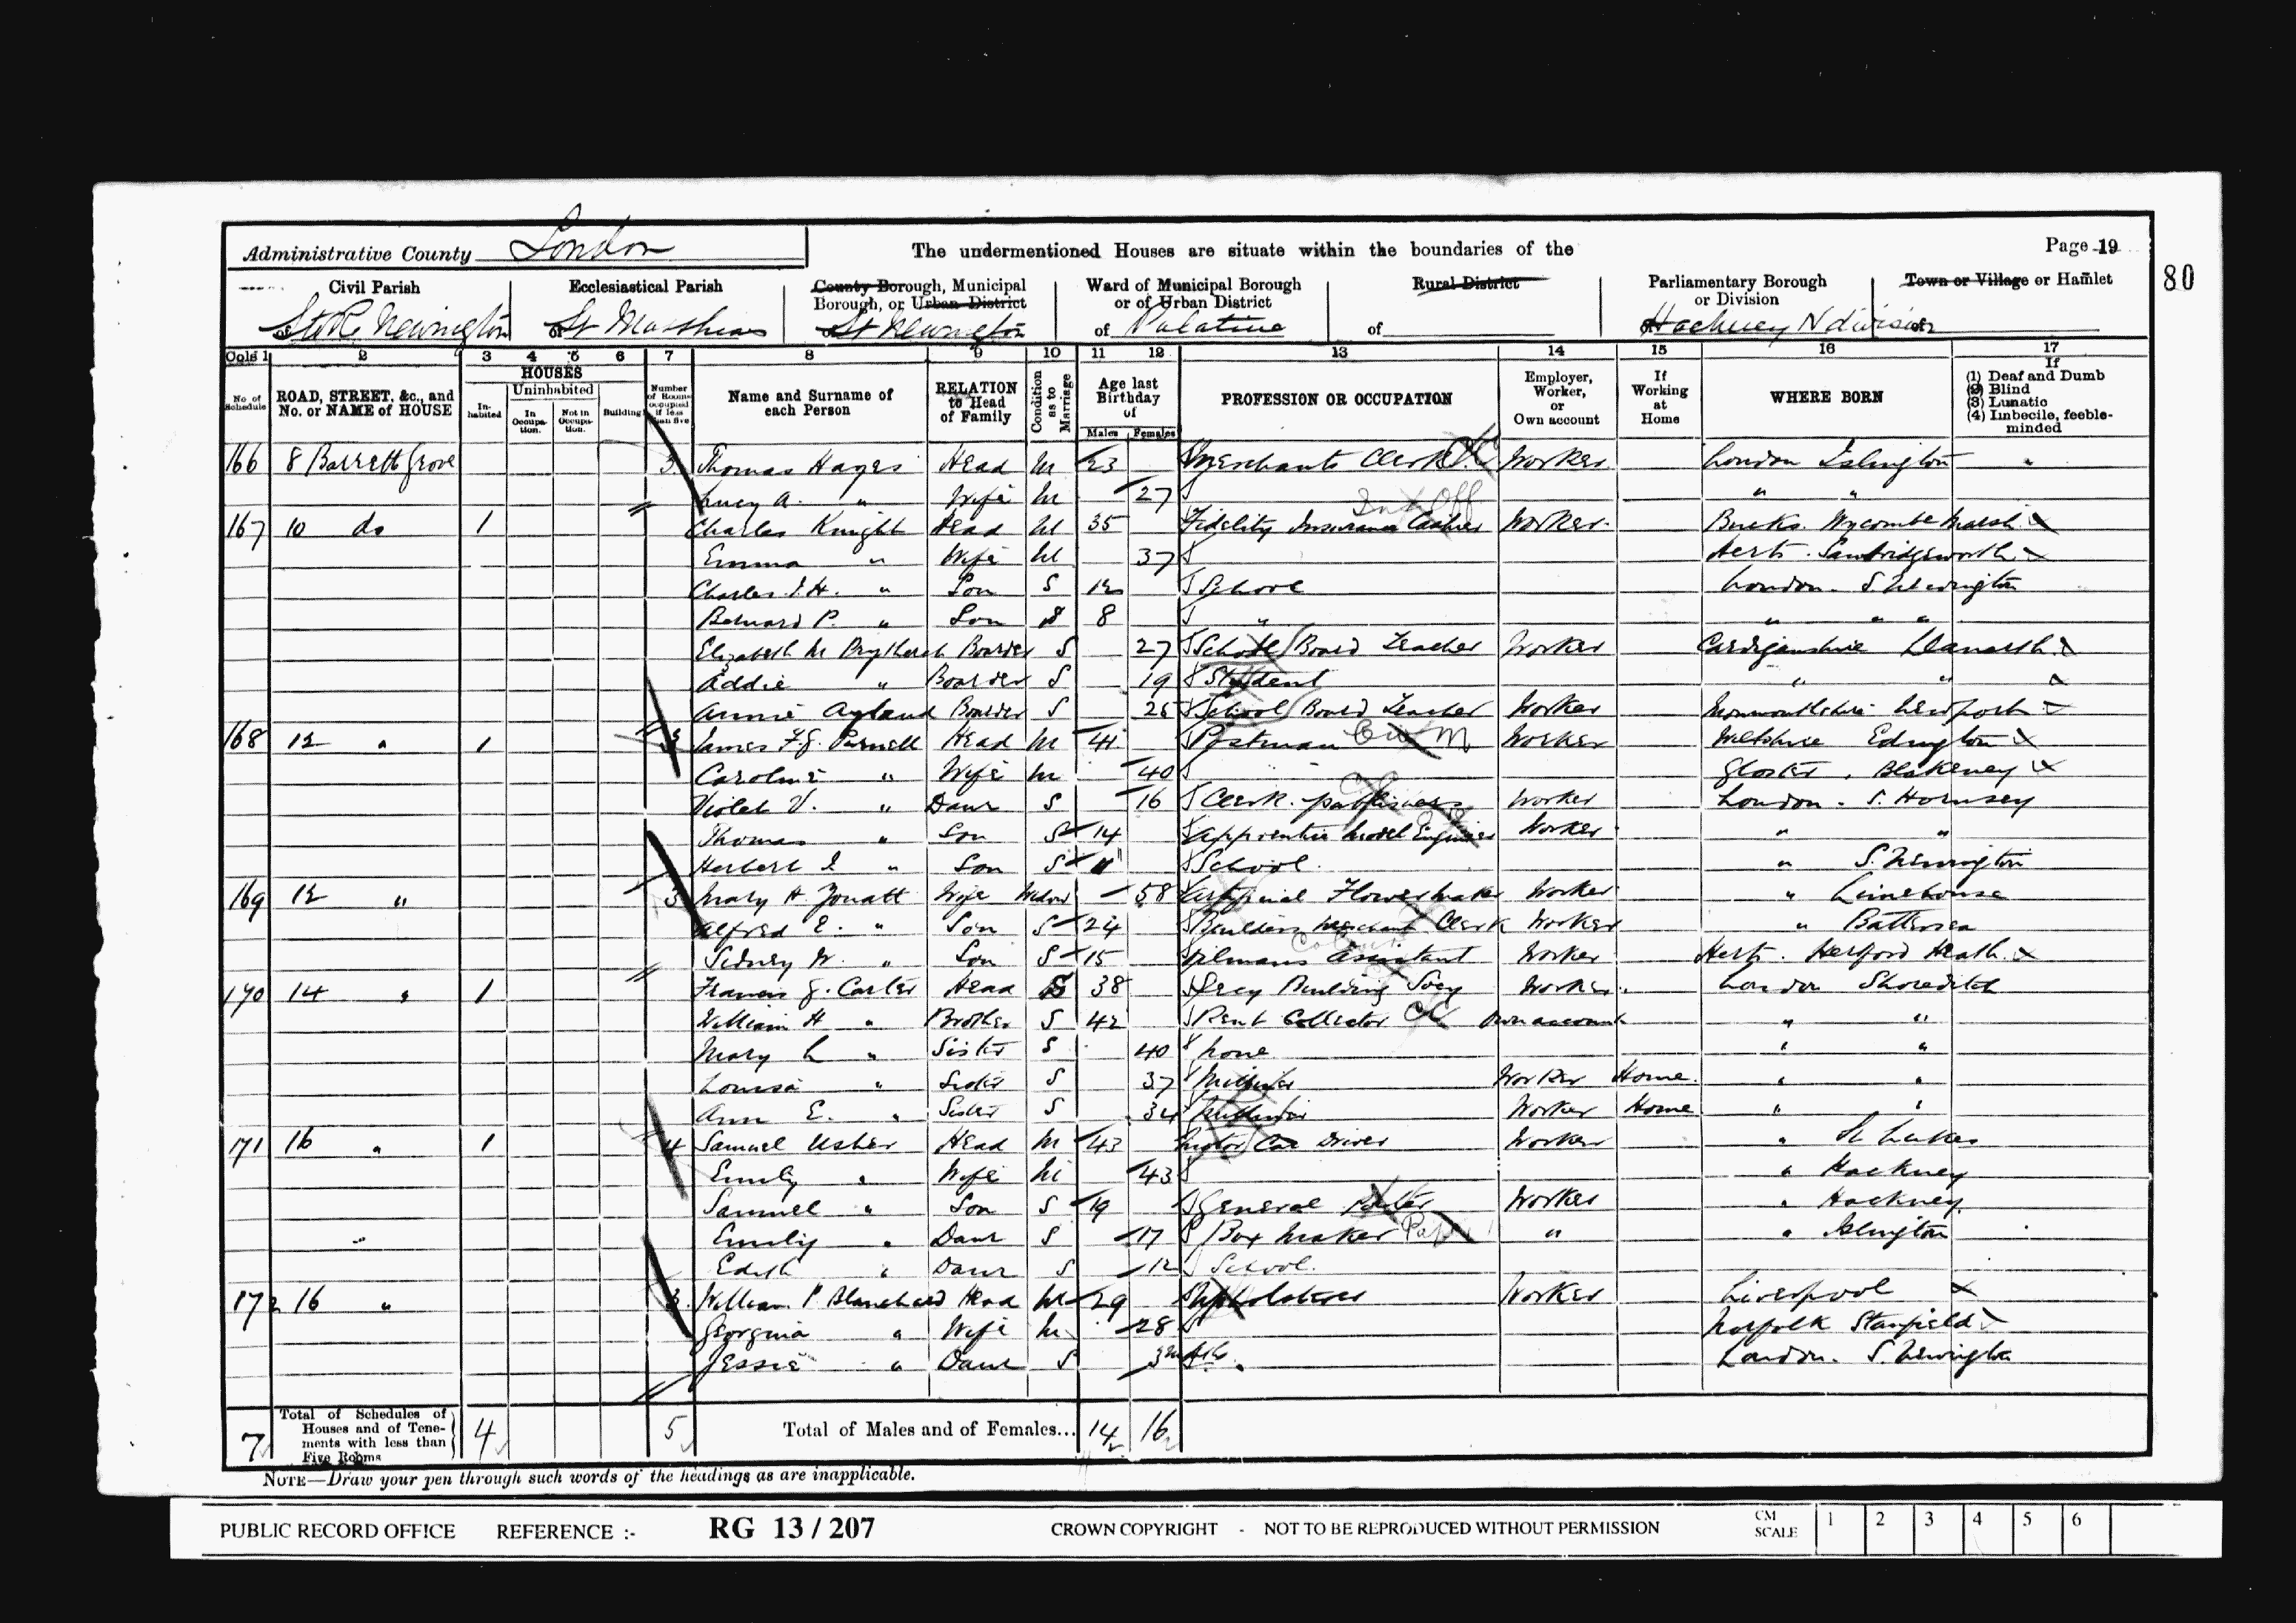 Administrative County London
The undermentioned Houses are situate within the boundaries of the
Page 19
80
Civil Parish
Ecclesiastical Parish
County Borough, Municipal Borough, or Urban District
Ward of Municipal Borough or of Urban District
Rural District
Parliamentary Borough or Division
Town or Village or Hamlet
of Stoke Newington
of St Matthias
of St Newington
of Palatine
of
of Hackney N division
of
Cols 1 2 3 4 5 6 7 8 9 10 11 12 13 14 15 16 17
No of Schedule
ROAD, STREET, &c., and No. or NAME of HOUSE
HOUSES
In-habited
Uninhabited
In Occupa-tion.
Not in Occupa-tion.
Building
Number of Rooms occupied if less than five
Name and Surname of each Person
RELATION to Head of Family
Condition as to Marriage
Age last Birthday of
Males Females
PROFESSION OR OCCUPATION
Employer, Worker, or Own account
If Working at Home
WHERE BORN
If
(1) Deaf and Dumb
(2) Blind
(3) Lunatic
(4) Imbecile, feeble-minded
166 8 Barrett Grove 3 Thomas Hayes Head M 23 Merchants Clerk Worker London Islington
Lucy A. " Wife M 27 " "
167 10 do 1 Charles Knight Head M 35 Fidelity Insurance Cashier Worker Bucks. Wycombe Marsh
Emma " Wife M 37 Herts. Sawbridgeworth
Charles J. H. " Son S 12 School London. S. Newington
Bernard P. " Son S 8 " " " "
Elizabeth M Prytherch Boarder S 27 School Board Teacher Worker Cardiganshire Llanarth
Addie " Boarder S 19 Student " "
Annie Ayland Boarder S 25 School Board Teacher Worker Monmouthshire Newport
168 12 " 1 3 James F. G. Purnell Head M 41 Postman Worker Wiltshire Edington
Caroline " Wife M 40 Gloster. Blakeney
Violet V. " Daur S 16 Clerk. publishers Worker London. S. Hornsey
Thomas " Son S 14 Apprentice Model Engineer Worker " "
Herbert " Son S 11 School. " S. Newington
169 12 " 3 Mary H Wife Widow 58 Artificial Flower maker Worker " Limehouse
Alfred E. " Son S 24 Builders Merchant Clerk Worker " Battersea
Sidney W. " Son S 15 Oilmans Assistant Worker Herts. Hertford Heath.
170 14 " 1 Francis J. Carter Head S 38 Secy Building Socy Worker London Shoreditch
William H " Brother S 42 Rent Collector Own account " "
Mary L " Sister S 40 None " "
Louisa " Sister S 37 Milliner Worker Home. " "
Ann E. " Sister S 34 Milliner Worker Home " "
171 16 " 1 4 Samuel Usher Head M 43 Motor Car Driver Worker " St Lukes
Emily " Wife M 43 " Hackney
Samuel " Son S 19 General Porter Worker " Hackney
" Emily " Daur S 17 Box Maker " " Islington
Edith " Daur S 12 School.
172 16 " 3 William P Blanchard Head M 29 Upholsterer Worker Liverpool
Georgina " Wife M 28 Norfolk Stanfield
Jessie " Daur S 3 mths London. S. Newington
7 Total of Schedules of Houses and of Tenements with less than Five Rooms 4 5 Total of Males and of Females... 14 16
NOTE—Draw your pen through such words of the headings as are inapplicable.
PUBLIC RECORD OFFICE REFERENCE :- RG 13 / 207 CROWN COPYRIGHT - NOT TO BE REPRODUCED WITHOUT PERMISSION CM SCALE 1 2 3 4 5 6